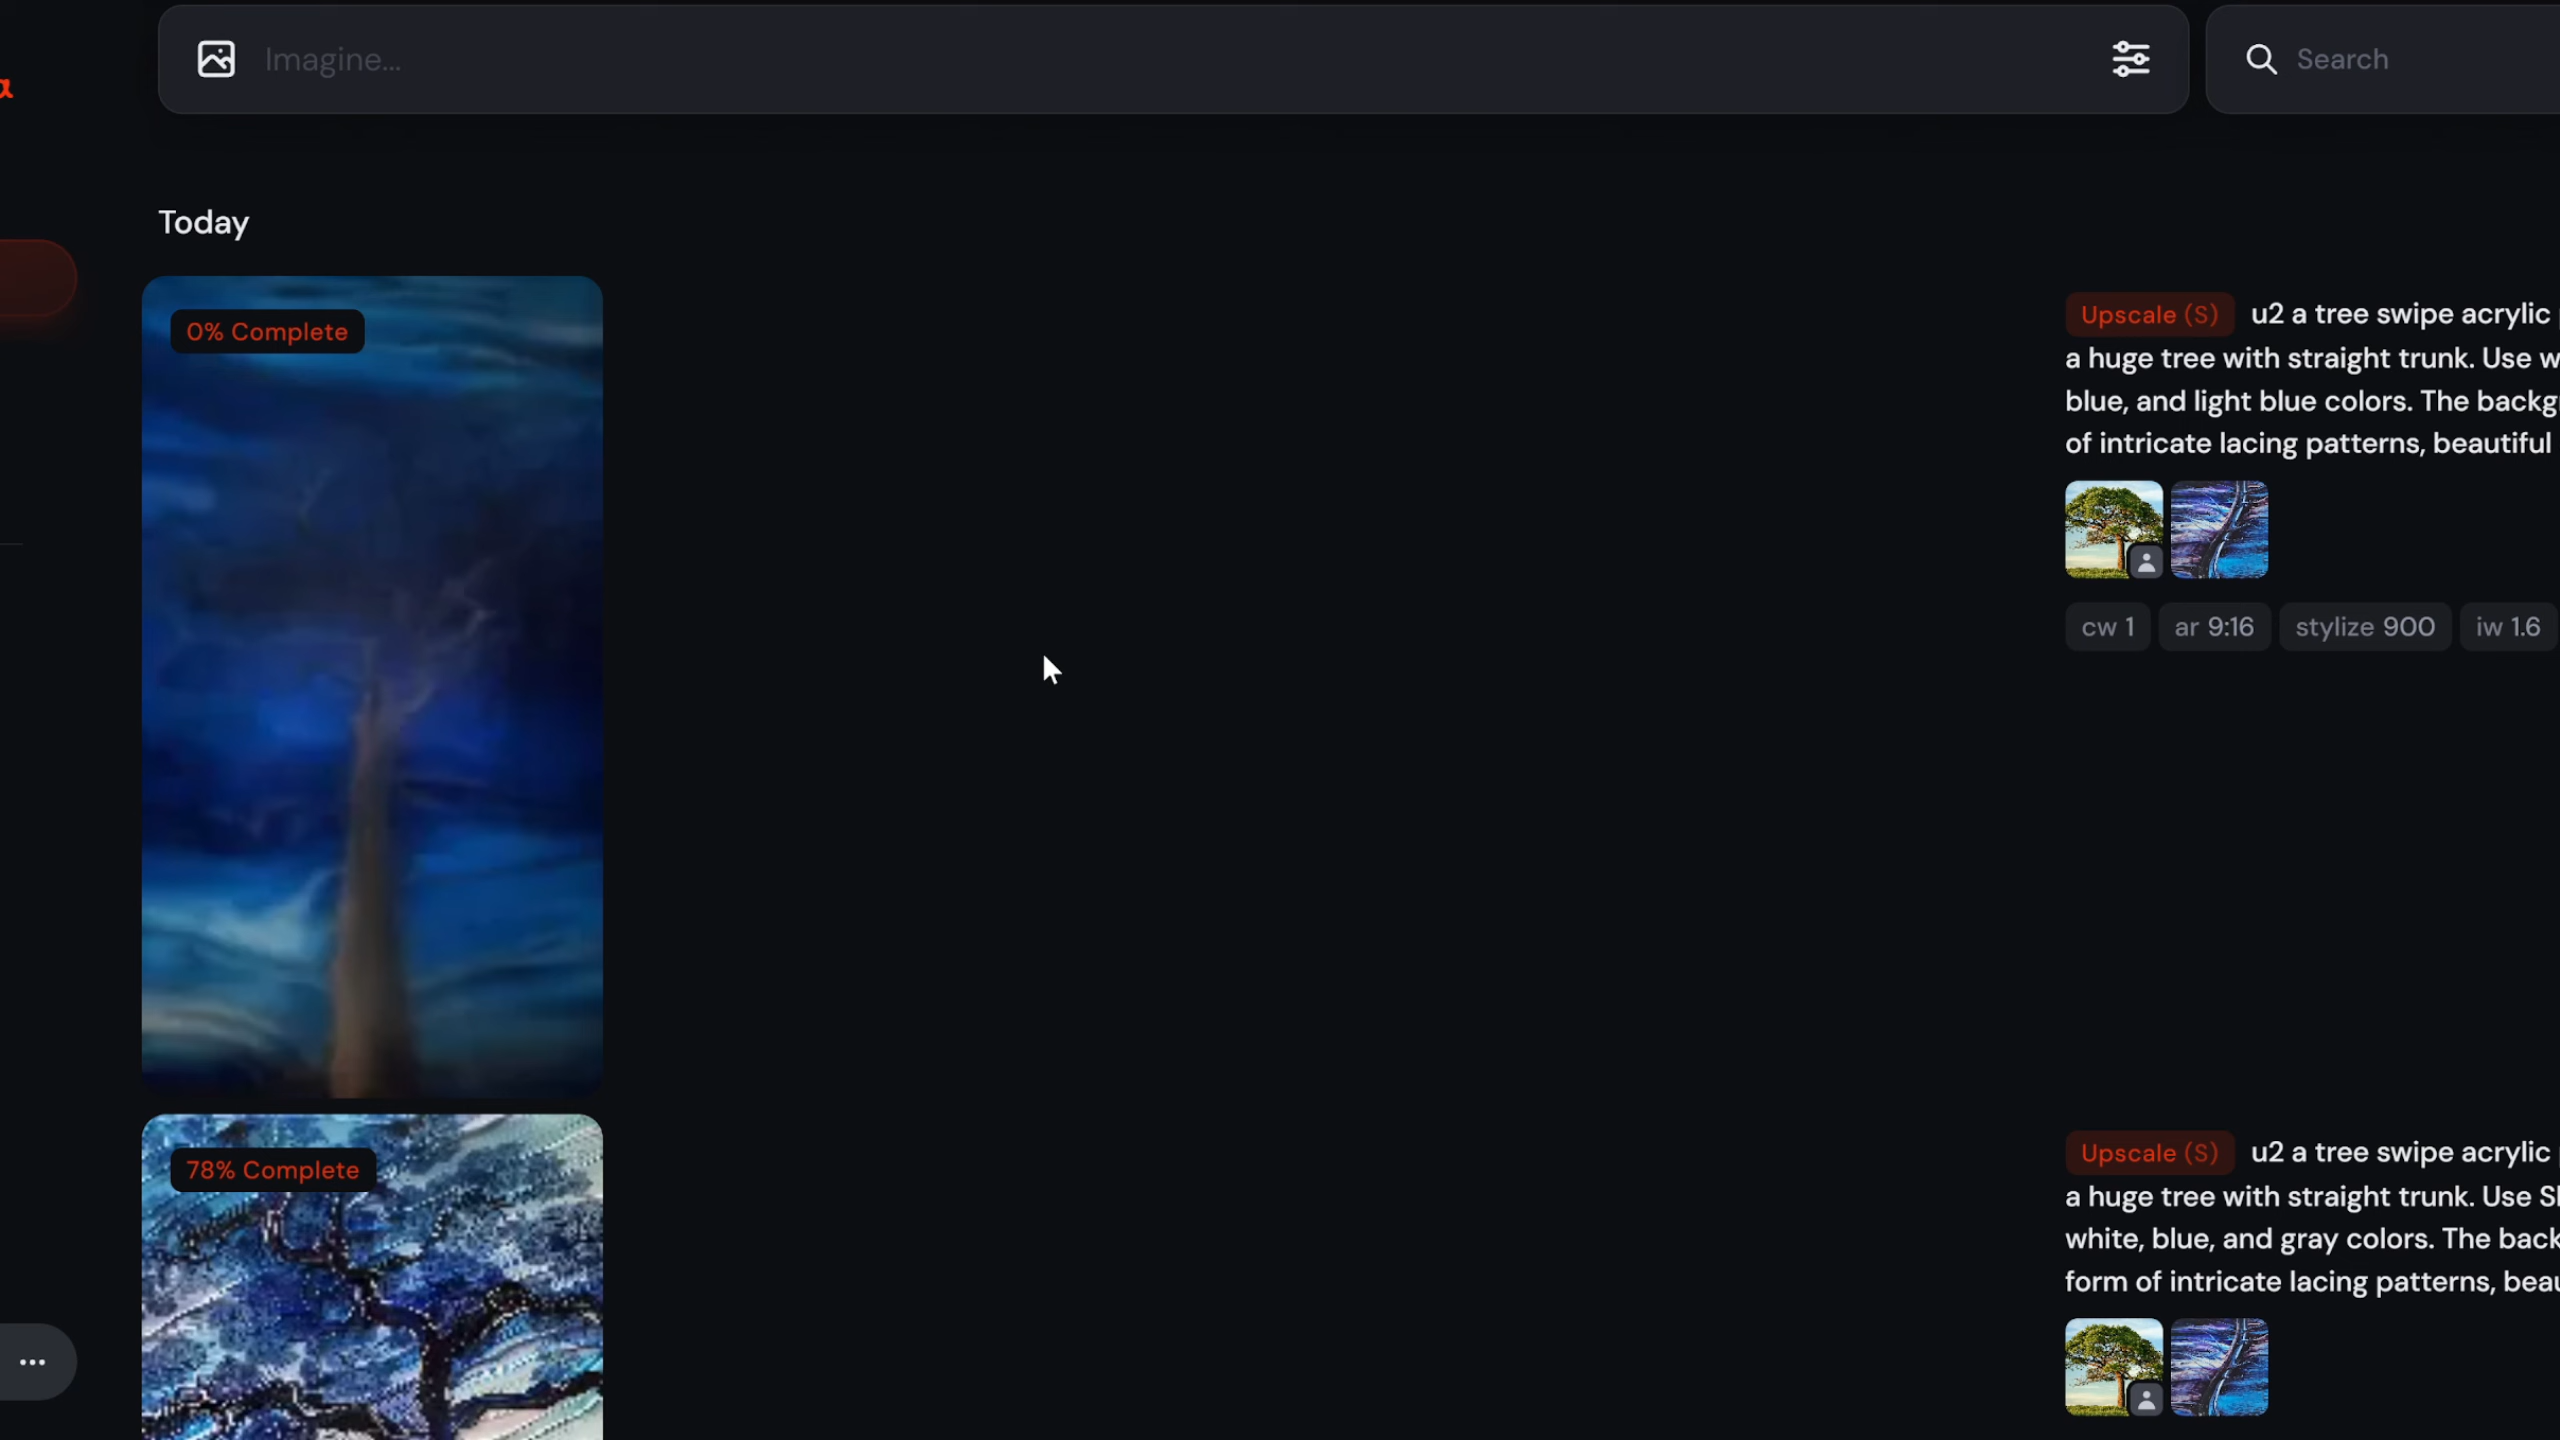 Imagine...
Search
a
Today
0% Complete
Upscale (S) u2 a tree swipe acrylic
a huge tree with straight trunk. Use
blue, and light blue colors. The
of intricate lacing patterns, beautiful
cw 1 ar 9:16 stylize 900 iw 1.6
78% Complete
Upscale (S) u2 a tree swipe acrylic
a huge tree with straight trunk. Use
white, blue, and gray colors. The
form of intricate lacing patterns,